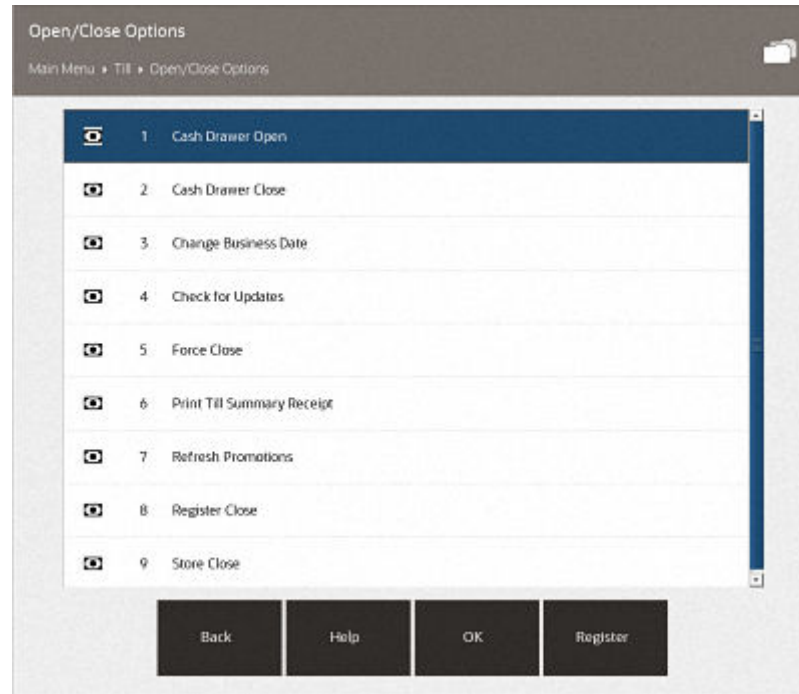 Open/Close Options
Main Menu ▸ Till ▸ Open/Close Options
1 Cash Drawer Open
2 Cash Drawer Close
3 Change Business Date
4 Check for Updates
5 Force Close
6 Print Till Summary Receipt
7 Refresh Promotions
8 Register Close
9 Store Close
Back Help OK Register